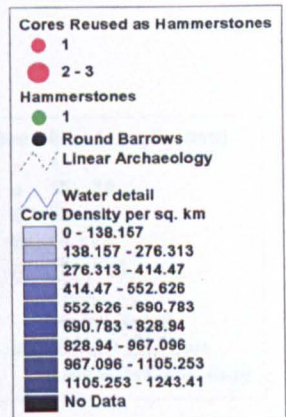 Cores Reused as Hammerstones
1
2 - 3
Hammerstones
1
Round Barrows
Linear Archaeology
Water detail
Core Density per sq. km
0 - 138.157
138.157 - 276.313
276.313 - 414.47
414.47 - 552.626
552.626 - 690.783
690.783 - 828.94
828.94 - 967.096
967.096 - 1105.253
1105.253 - 1243.41
No Data